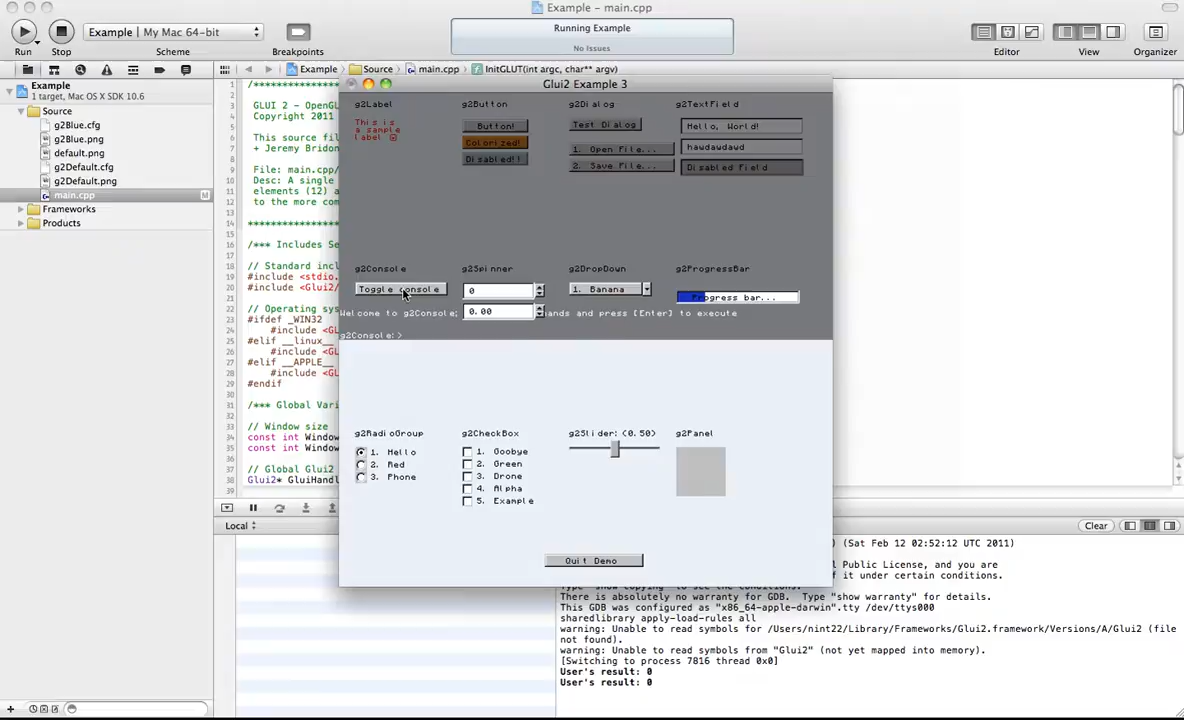 Example – main.cpp
Example | My Mac 64-bit
Running Example
No Issues
Run
Stop
Scheme
Breakpoints
Editor
View
Organizer
Example
Source
main.cpp
InitGLUT(int argc, char* argv)
Example
1 target, Mac OS X SDK 10.6
Source
g2Blue.cfg
g2Blue.png
default.png
g2Default.cfg
g2Default.png
main.cpp
M
Frameworks
Products
GLUI 2 - OpenGL
Copyright 2011
This source fil
+ Jeremy Bridon
File: main.cpp/
Desc: A single
elements (12) a
to the more com
/*** Includes Se
// Standard inc
#include <stdio.
#include <Glui2/
// Operating sys
#ifdef _WIN32
#include <GL
#elif __linux__
#include <GL
#elif __APPLE__
#include <GL
#endif
/*** Global Vari
// Window size
const int Window
const int Window
// Global Glui2
Glui2* GluiHandl
Glui2 Example 3
g2Label
g2Button
g2Dialog
g2TextField
This is
a sample
label
Button!
Colorized!
Disabled!!
Test Dialog
1. Open File...
2. Save File...
Hello, World!
hawdawdawd
Disabled Field
g2Console
g2Spinner
g2DropDown
g2ProgressBar
Toggle console
0
1. Banana
Progress bar...
0.00
Welcome to g2Console;
ands and press [Enter] to execute
g2Console:>
g2RadioGroup
g2CheckBox
g2Slider: (0.50)
g2Panel
1. Hello
2. Red
3. Phone
1. Goobye
2. Green
3. Drone
4. Alpha
5. Example
Quit Demo
Local
Clear
) (Sat Feb 12 02:52:12 UTC 2011)
l Public License, and you are
f it under certain conditions.
Type "show copying" to see the conditions.
There is absolutely no warranty for GDB. Type "show warranty" for details.
This GDB was configured as "x86_64-apple-darwin".tty /dev/ttys000
sharedlibrary apply-load-rules all
warning: Unable to read symbols for /Users/nint22/Library/Frameworks/Glui2.framework/Versions/A/Glui2 (file
not found).
warning: Unable to read symbols from "Glui2" (not yet mapped into memory).
[Switching to process 7816 thread 0x0]
User's result: 0
User's result: 0